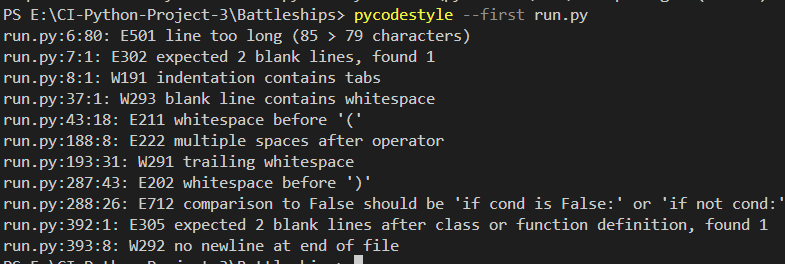 PS E:\CI-Python-Project-3\Battleships> pycodestyle --first run.py
run.py:6:80: E501 line too long (85 > 79 characters)
run.py:7:1: E302 expected 2 blank lines, found 1
run.py:8:1: W191 indentation contains tabs
run.py:37:1: W293 blank line contains whitespace
run.py:43:18: E211 whitespace before '('
run.py:188:8: E222 multiple spaces after operator
run.py:193:31: W291 trailing whitespace
run.py:287:43: E202 whitespace before ')'
run.py:288:26: E712 comparison to False should be 'if cond is False:' or 'if not cond:'
run.py:392:1: E305 expected 2 blank lines after class or function definition, found 1
run.py:393:8: W292 no newline at end of file
PS E:\CI-Python-Project-3\Battleships>